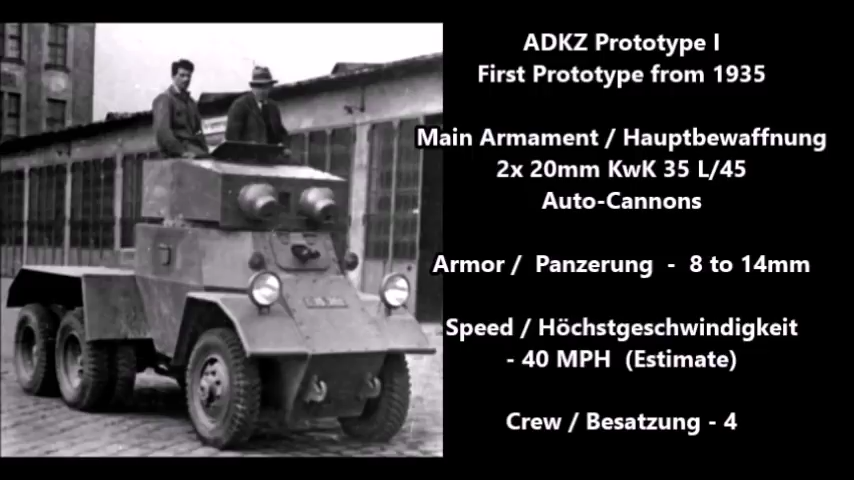 ADKZ Prototype I
First Prototype from 1935
Main Armament / Hauptbewaffnung
2x 20mm KwK 35 L/45
Auto-Cannons
Armor / Panzerung - 8 to 14mm
Speed / Höchstgeschwindigkeit
- 40 MPH (Estimate)
Crew / Besatzung - 4